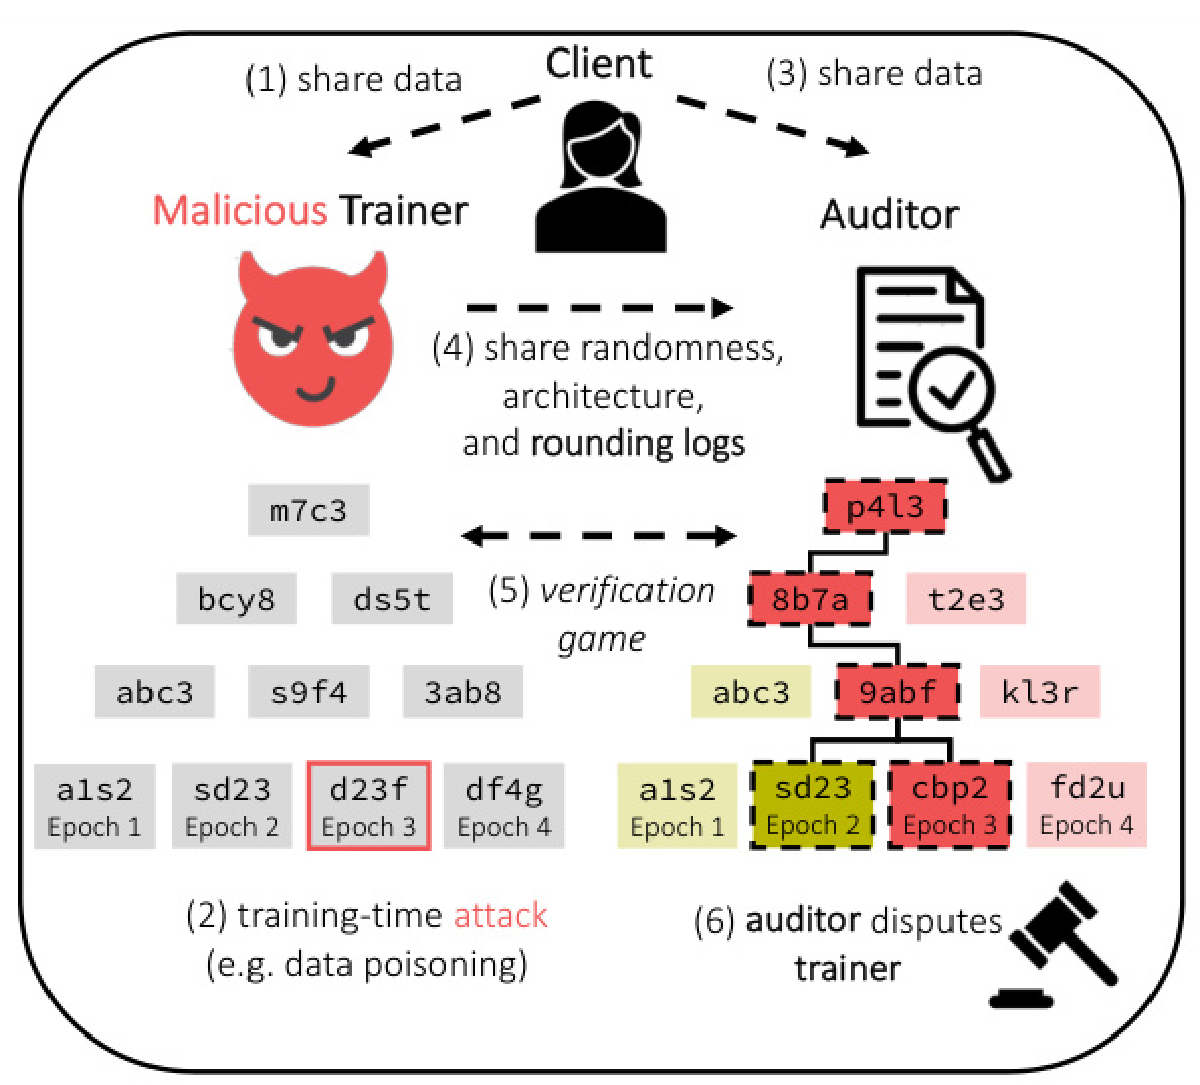 Client
(1) share data
(3) share data
Malicious Trainer
Auditor
(4) share randomness,
architecture,
and rounding logs
m7c3
p4l3
(5) verification
game
bcy8
ds5t
8b7a
t2e3
abc3
s9f4
3ab8
abc3
9abf
kl3r
als2
Epoch 1
sd23
Epoch 2
d23f
Epoch 3
df4g
Epoch 4
als2
Epoch 1
sd23
Epoch 2
cbp2
Epoch 3
fd2u
Epoch 4
(2) training-time attack
(e.g. data poisoning)
(6) auditor disputes
trainer